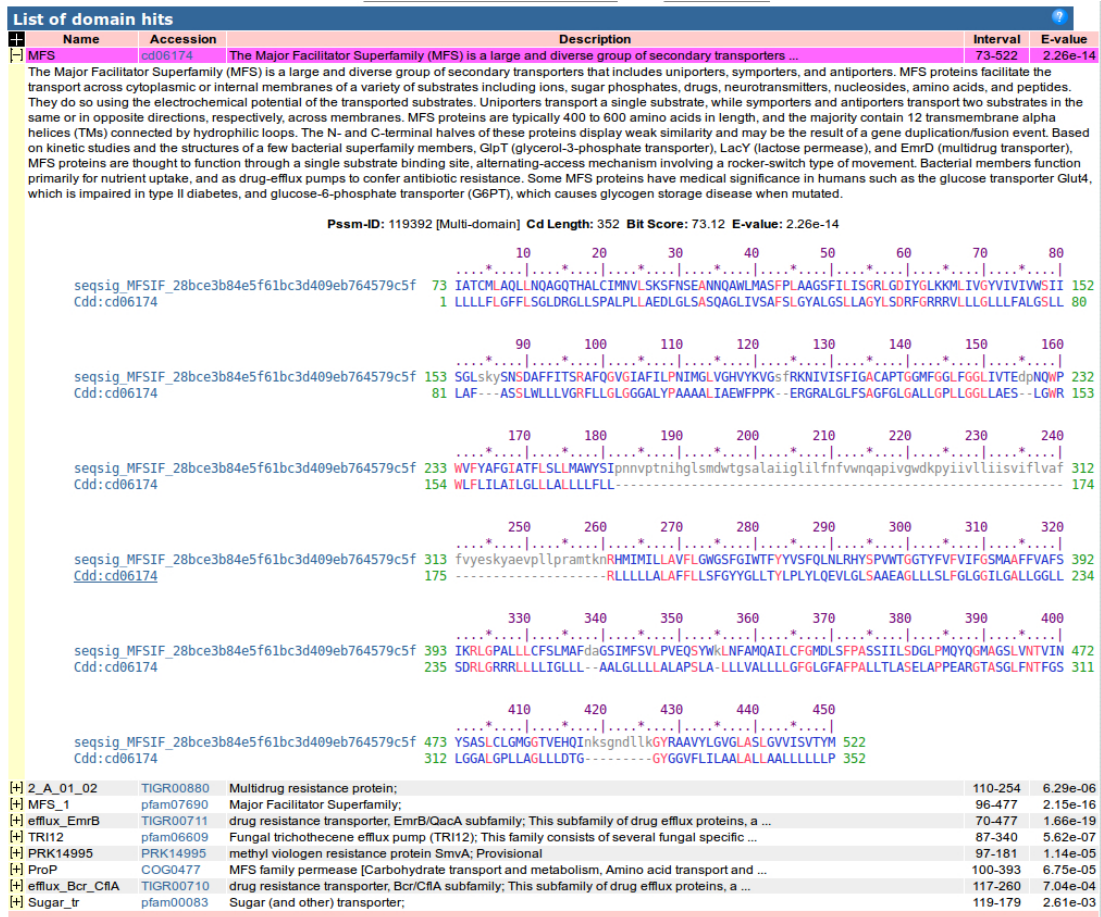 List of domain hits
Name Accession Description Interval E-value
[-] MFS cd06174 The Major Facilitator Superfamily (MFS) is a large and diverse group of secondary transporters ... 73-522 2.26e-14
The Major Facilitator Superfamily (MFS) is a large and diverse group of secondary transporters that includes uniporters, symporters, and antiporters. MFS proteins facilitate the
transport across cytoplasmic or internal membranes of a variety of substrates including ions, sugar phosphates, drugs, neurotransmitters, nucleosides, amino acids, and peptides.
They do so using the electrochemical potential of the transported substrates. Uniporters transport a single substrate, while symporters and antiporters transport two substrates in the
same or in opposite directions, respectively, across membranes. MFS proteins are typically 400 to 600 amino acids in length, and the majority contain 12 transmembrane alpha
helices (TMs) connected by hydrophilic loops. The N- and C-terminal halves of these proteins display weak similarity and may be the result of a gene duplication/fusion event. Based
on kinetic studies and the structures of a few bacterial superfamily members, GlpT (glycerol-3-phosphate transporter), LacY (lactose permease), and EmrD (multidrug transporter),
MFS proteins are thought to function through a single substrate binding site, alternating-access mechanism involving a rocker-switch type of movement. Bacterial members function
primarily for nutrient uptake, and as drug-efflux pumps to confer antibiotic resistance. Some MFS proteins have medical significance in humans such as the glucose transporter Glut4,
which is impaired in type II diabetes, and glucose-6-phosphate transporter (G6PT), which causes glycogen storage disease when mutated.
Pssm-ID: 119392 [Multi-domain] Cd Length: 352 Bit Score: 73.12 E-value: 2.26e-14
10 20 30 40 50 60 70 80
....*....|....*....|....*....|....*....|....*....|....*....|....*....|....*....|
seqsig_MFSIF_28bce3b84e5f61bc3d409eb764579c5f 73 IATCMLAQLLNQAGQTHALCIMNVLSKSFNSEANNQAWLMASFPLAAGSFILISGRLGDIYGLKKMLIVGYVIVIVWSII 152
Cdd:cd06174 1 LLLLFLGFFLSGLDRGLLSPALPLLAEDLGLSASQAGLIVSAFSLGYALGSLLAGYLSDRFGRRRVLLLGLLLFALGSLL 80
90 100 110 120 130 140 150 160
....*....|....*....|....*....|....*....|....*....|....*....|....*....|....*....|
seqsig_MFSIF_28bce3b84e5f61bc3d409eb764579c5f 153 SGLskySNSDAFFITSRAFQGVGIAFILPNIMGLVGHVYKVGsfRKNIVISFIGACAPTGGMFGGLFGGLIVTEdpNQWP 232
Cdd:cd06174 81 LAF---ASSLWLLLVGRFLLGLGGGALYPAAAALIAEWFPPK--ERGRALGLFSAGFGLGALLGPLLGGLLAES--LGWR 153
170 180 190 200 210 220 230 240
....*....|....*....|....*....|....*....|....*....|....*....|....*....|....*....|
seqsig_MFSIF_28bce3b84e5f61bc3d409eb764579c5f 233 WVFYAFGIATFLSLLMAWYSIpnnvptnihglsmdwtgsalaiiglilfnfvwnqapivgwdkpyiivlliisviflvaf 312
Cdd:cd06174 154 WLFLILAILGLLLALLLLFLL----------------------------------------------------------- 174
250 260 270 280 290 300 310 320
....*....|....*....|....*....|....*....|....*....|....*....|....*....|....*....|
seqsig_MFSIF_28bce3b84e5f61bc3d409eb764579c5f 313 fvyeskyaevpllpramtknRHMIMILLAVFLGWGSFGIWTFYYVSFQLNLRHYSPVWTGGTYFVFVIFGSMAAFFVAFS 392
Cdd:cd06174 175 --------------------RLLLLLLALAFFLLSFGYYGLLTYLPLYLQEVLGLSAAEAGLLLSLFGLGGILGALLGGLL 234
330 340 350 360 370 380 390 400
....*....|....*....|....*....|....*....|....*....|....*....|....*....|....*....|
seqsig_MFSIF_28bce3b84e5f61bc3d409eb764579c5f 393 IKRLGPALLLCFSLMAFdaGSIMFSVLPVEQSYWkLNFAMQAILCFGMDLSFPASSIILSDGLPMQYQGMAGSLVNTVIN 472
Cdd:cd06174 235 SDRLGRRRLLLLIGLLL--AALGLLLLALAPSLA-LLLVALLLLGFGLGFAFPALLTLASELAPPEARGTASGLFNTFGS 311
410 420 430 440 450
....*....|....*....|....*....|....*....|....*....|
seqsig_MFSIF_28bce3b84e5f61bc3d409eb764579c5f 473 YSASLCLGMGGTVEHQInksgndllkGYRAAVYLGVGLASLGVVISVTYM 522
Cdd:cd06174 312 LGGALGPLLAGLLLDTG---------GYGGVFLILAALALLAALLLLLLP 352
[+] 2_A_01_02 TIGR00880 Multidrug resistance protein; 110-254 6.29e-06
[+] MFS_1 pfam07690 Major Facilitator Superfamily; 96-477 2.15e-16
[+] efflux_EmrB TIGR00711 drug resistance transporter, EmrB/QacA subfamily; This subfamily of drug efflux proteins, a ... 70-477 1.66e-19
[+] TRI12 pfam06609 Fungal trichothecene efflux pump (TRI12); This family consists of several fungal specific ... 87-340 5.62e-07
[+] PRK14995 PRK14995 methyl viologen resistance protein SmvA; Provisional 97-181 1.14e-05
[+] ProP COG0477 MFS family permease [Carbohydrate transport and metabolism, Amino acid transport and ... 100-393 6.75e-05
[+] efflux_Bcr_CflA TIGR00710 drug resistance transporter, Bcr/CflA subfamily; This subfamily of drug efflux proteins, a ... 117-260 7.04e-04
[+] Sugar_tr pfam00083 Sugar (and other) transporter; 119-179 2.61e-03